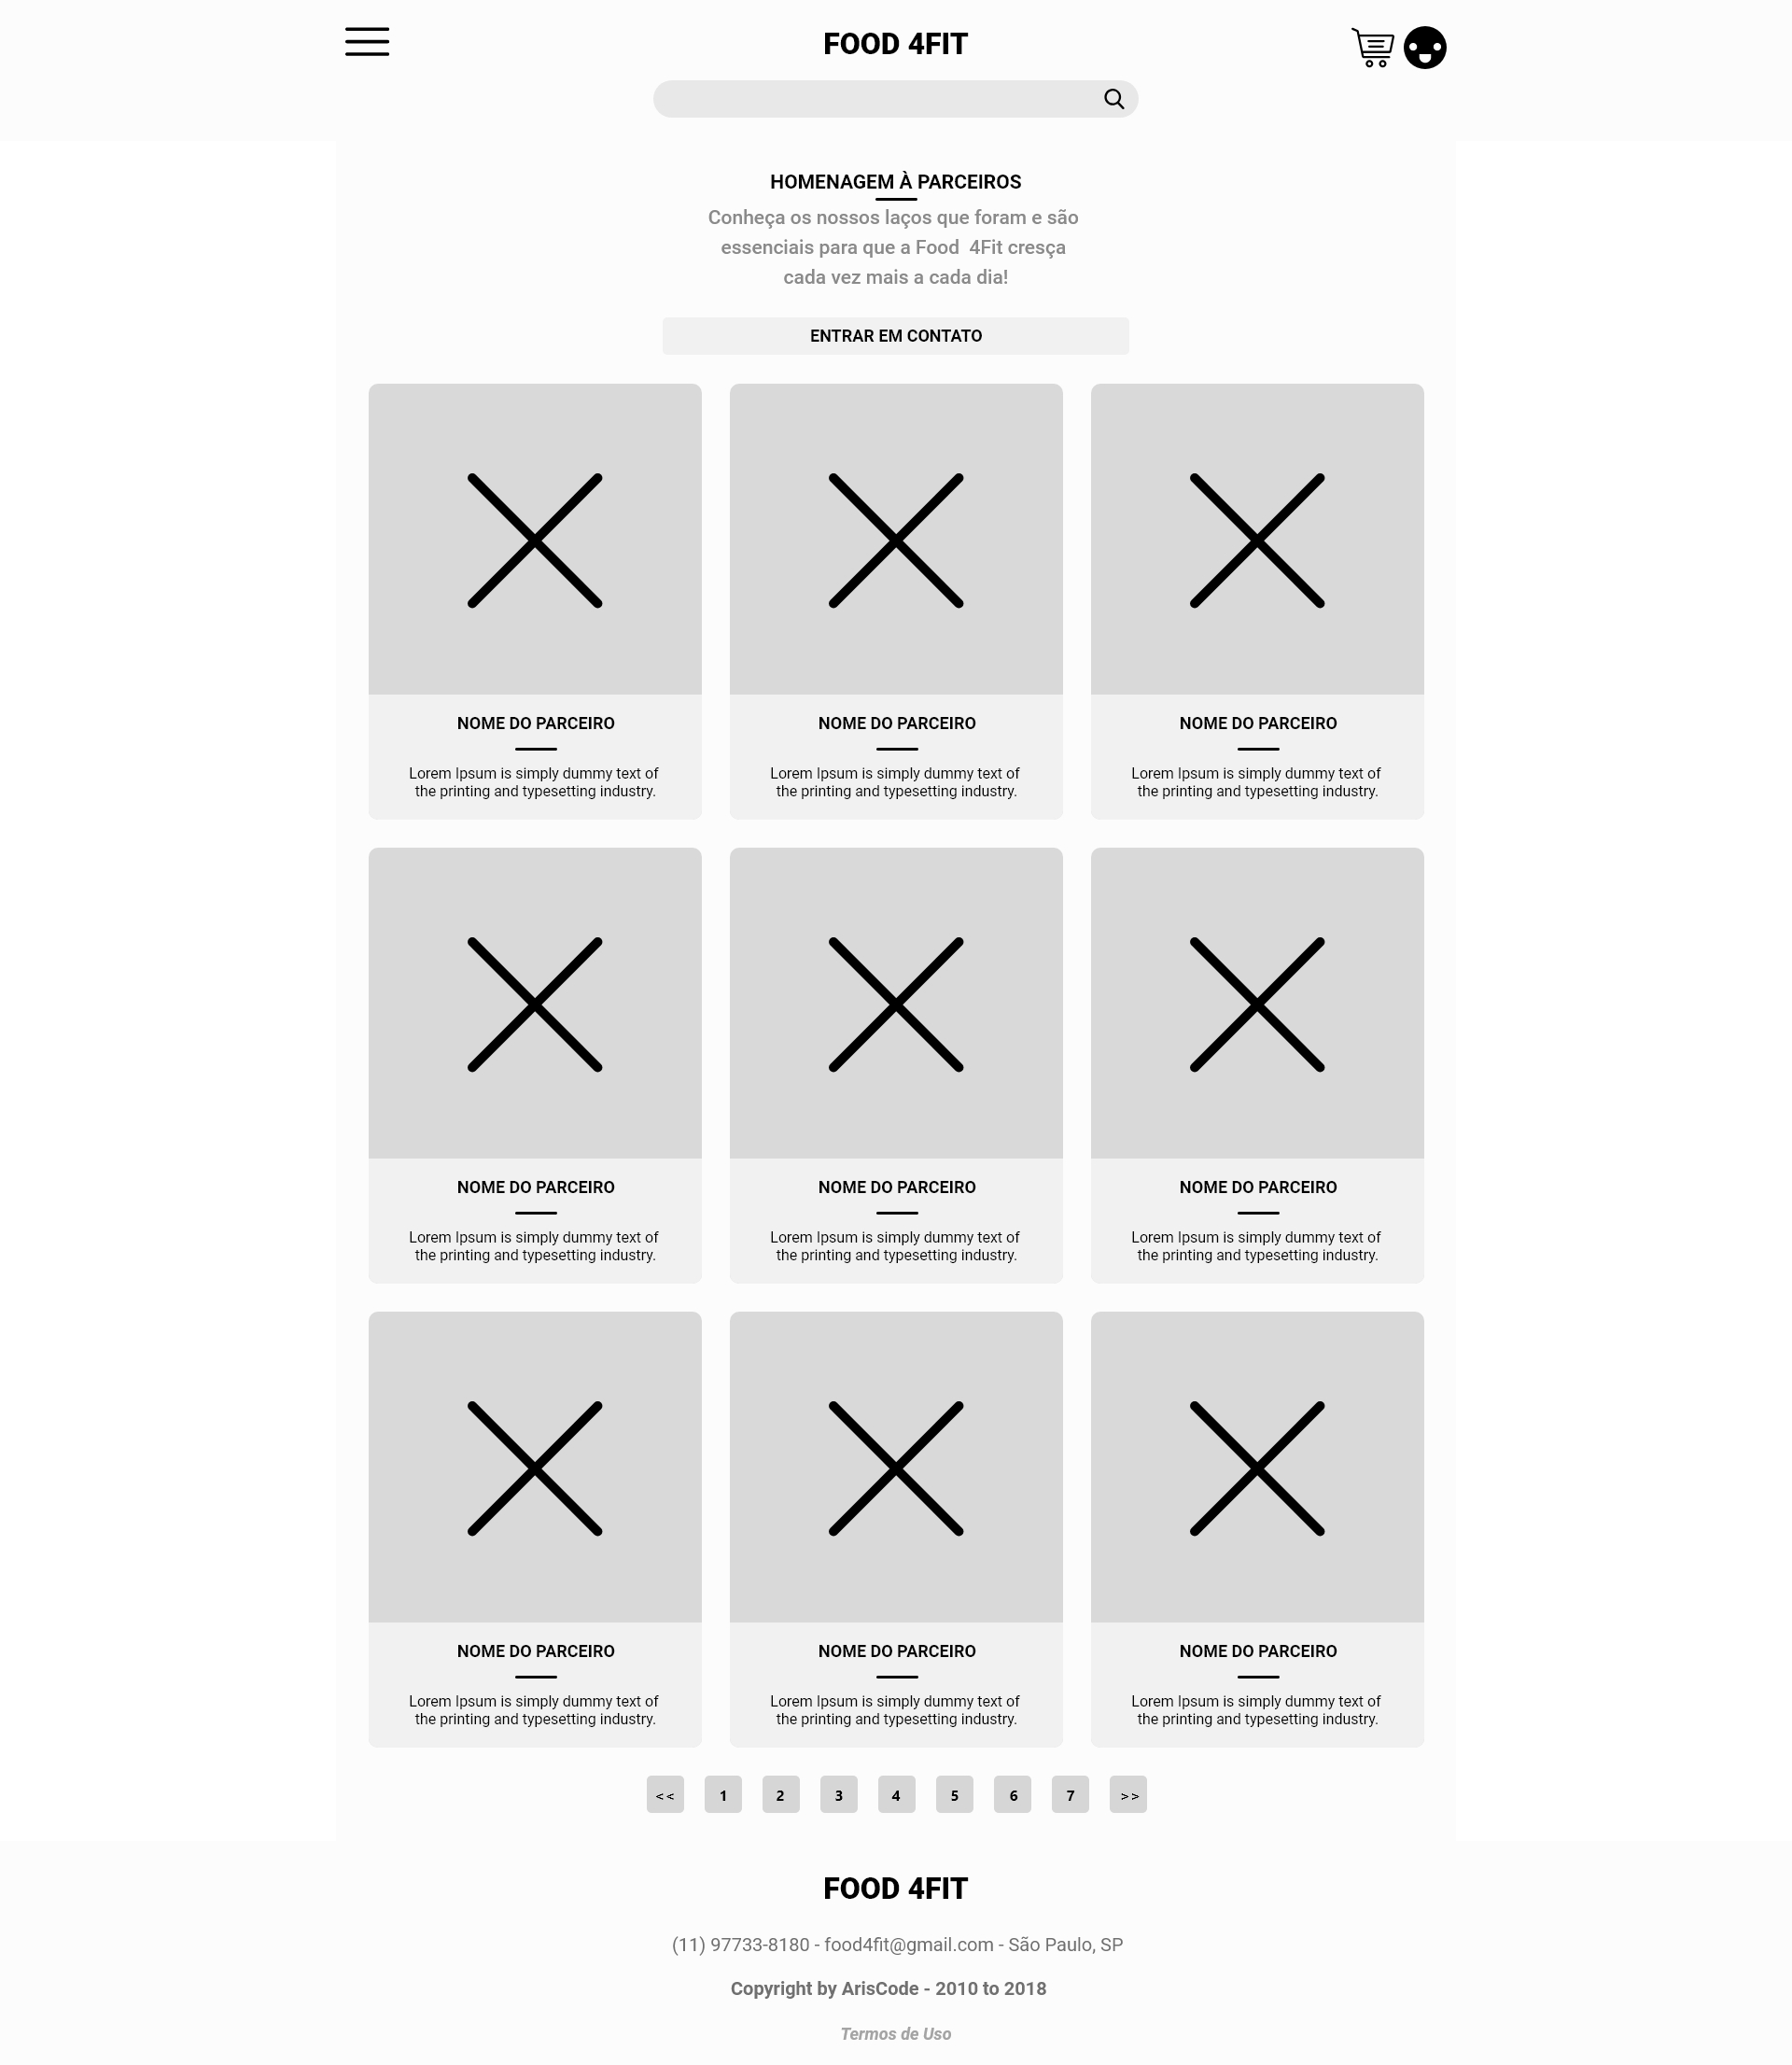 FOOD 4FIT
HOMENAGEM À PARCEIROS
Conheça os nossos laços que foram e são
essenciais para que a Food  4Fit cresça
cada vez mais a cada dia!
ENTRAR EM CONTATO
NOME DO PARCEIRO
Lorem Ipsum is simply dummy text of
the printing and typesetting industry.
NOME DO PARCEIRO
Lorem Ipsum is simply dummy text of
the printing and typesetting industry.
NOME DO PARCEIRO
Lorem Ipsum is simply dummy text of
the printing and typesetting industry.
NOME DO PARCEIRO
Lorem Ipsum is simply dummy text of
the printing and typesetting industry.
NOME DO PARCEIRO
Lorem Ipsum is simply dummy text of
the printing and typesetting industry.
NOME DO PARCEIRO
Lorem Ipsum is simply dummy text of
the printing and typesetting industry.
NOME DO PARCEIRO
Lorem Ipsum is simply dummy text of
the printing and typesetting industry.
NOME DO PARCEIRO
Lorem Ipsum is simply dummy text of
the printing and typesetting industry.
NOME DO PARCEIRO
Lorem Ipsum is simply dummy text of
the printing and typesetting industry.
<< 1 2 3 4 5 6 7 >>
FOOD 4FIT
(11) 97733-8180 - food4fit@gmail.com - São Paulo, SP
Copyright by ArisCode - 2010 to 2018
Termos de Uso